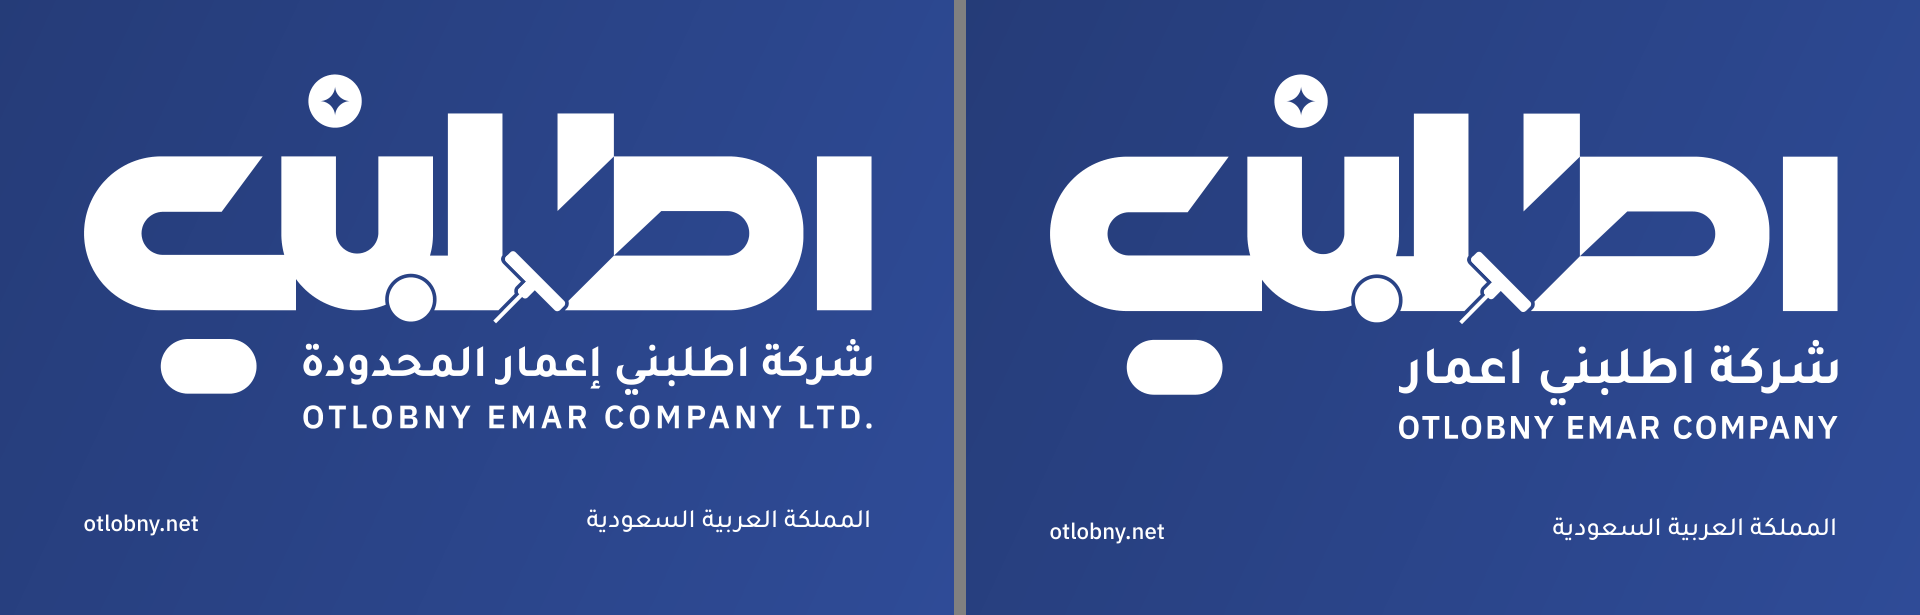 اطلبني
شركة اطلبني إعمار المحدودة
OTLOBNY EMAR COMPANY LTD.
otlobny.net
المملكة العربية السعودية
اطلبني
شركة اطلبني اعمار
OTLOBNY EMAR COMPANY
otlobny.net
المملكة العربية السعودية